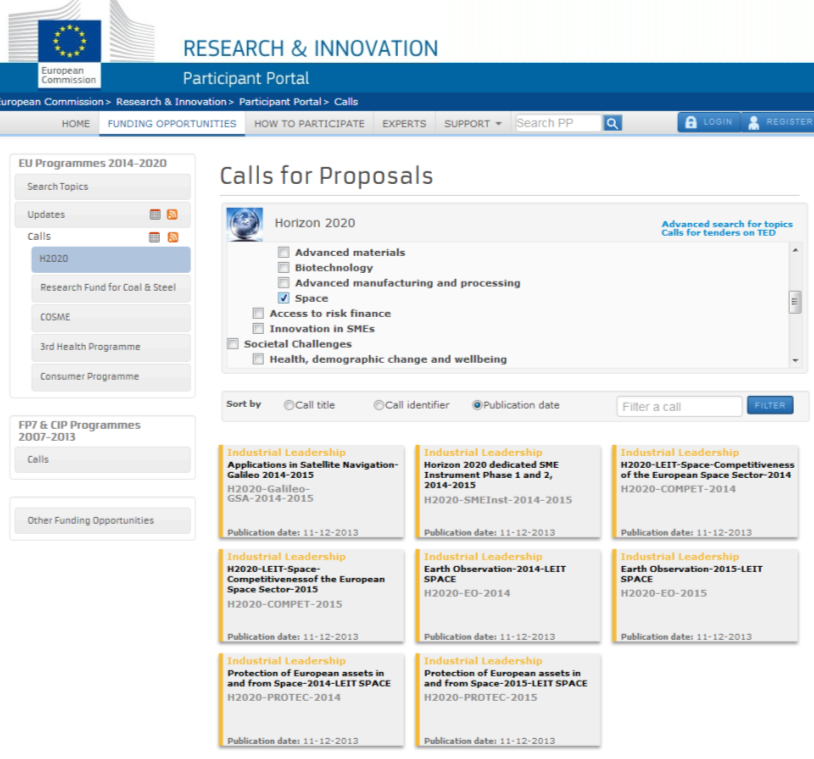 European
Commission
RESEARCH & INNOVATION
Participant Portal
European Commission > Research & Innovation > Participant Portal > Calls
HOME FUNDING OPPORTUNITIES HOW TO PARTICIPATE EXPERTS SUPPORT Search PP LOGIN REGISTER
EU Programmes 2014-2020
Search Topics
Updates
Calls
H2020
Research Fund for Coal & Steel
COSME
3rd Health Programme
Consumer Programme
FP7 & CIP Programmes
2007-2013
Calls
Other Funding Opportunities
Calls for Proposals
Horizon 2020
Advanced search for topics
Calls for tenders on TED
Advanced materials
Biotechnology
Advanced manufacturing and processing
Space
Access to risk finance
Innovation in SMEs
Societal Challenges
Health, demographic change and wellbeing
Sort by Call title Call identifier Publication date Filter a call FILTER
Industrial Leadership
Applications in Satellite Navigation-
Galileo 2014-2015
H2020-Galileo-
GSA-2014-2015
Publication date: 11-12-2013
Industrial Leadership
Horizon 2020 dedicated SME
Instrument Phase 1 and 2,
2014-2015
H2020-SMEInst-2014-2015
Publication date: 11-12-2013
Industrial Leadership
H2020-LEIT-Space-Competitiveness
of the European Space Sector-2014
H2020-COMPET-2014
Publication date: 11-12-2013
Industrial Leadership
H2020-LEIT-Space-
Competitivenessof the European
Space Sector-2015
H2020-COMPET-2015
Publication date: 11-12-2013
Industrial Leadership
Earth Observation-2014-LEIT
SPACE
H2020-EO-2014
Publication date: 11-12-2013
Industrial Leadership
Earth Observation-2015-LEIT
SPACE
H2020-EO-2015
Publication date: 11-12-2013
Industrial Leadership
Protection of European assets in
and from Space-2014-LEIT SPACE
H2020-PROTEC-2014
Publication date: 11-12-2013
Industrial Leadership
Protection of European assets in
and from Space-2015-LEIT SPACE
H2020-PROTEC-2015
Publication date: 11-12-2013